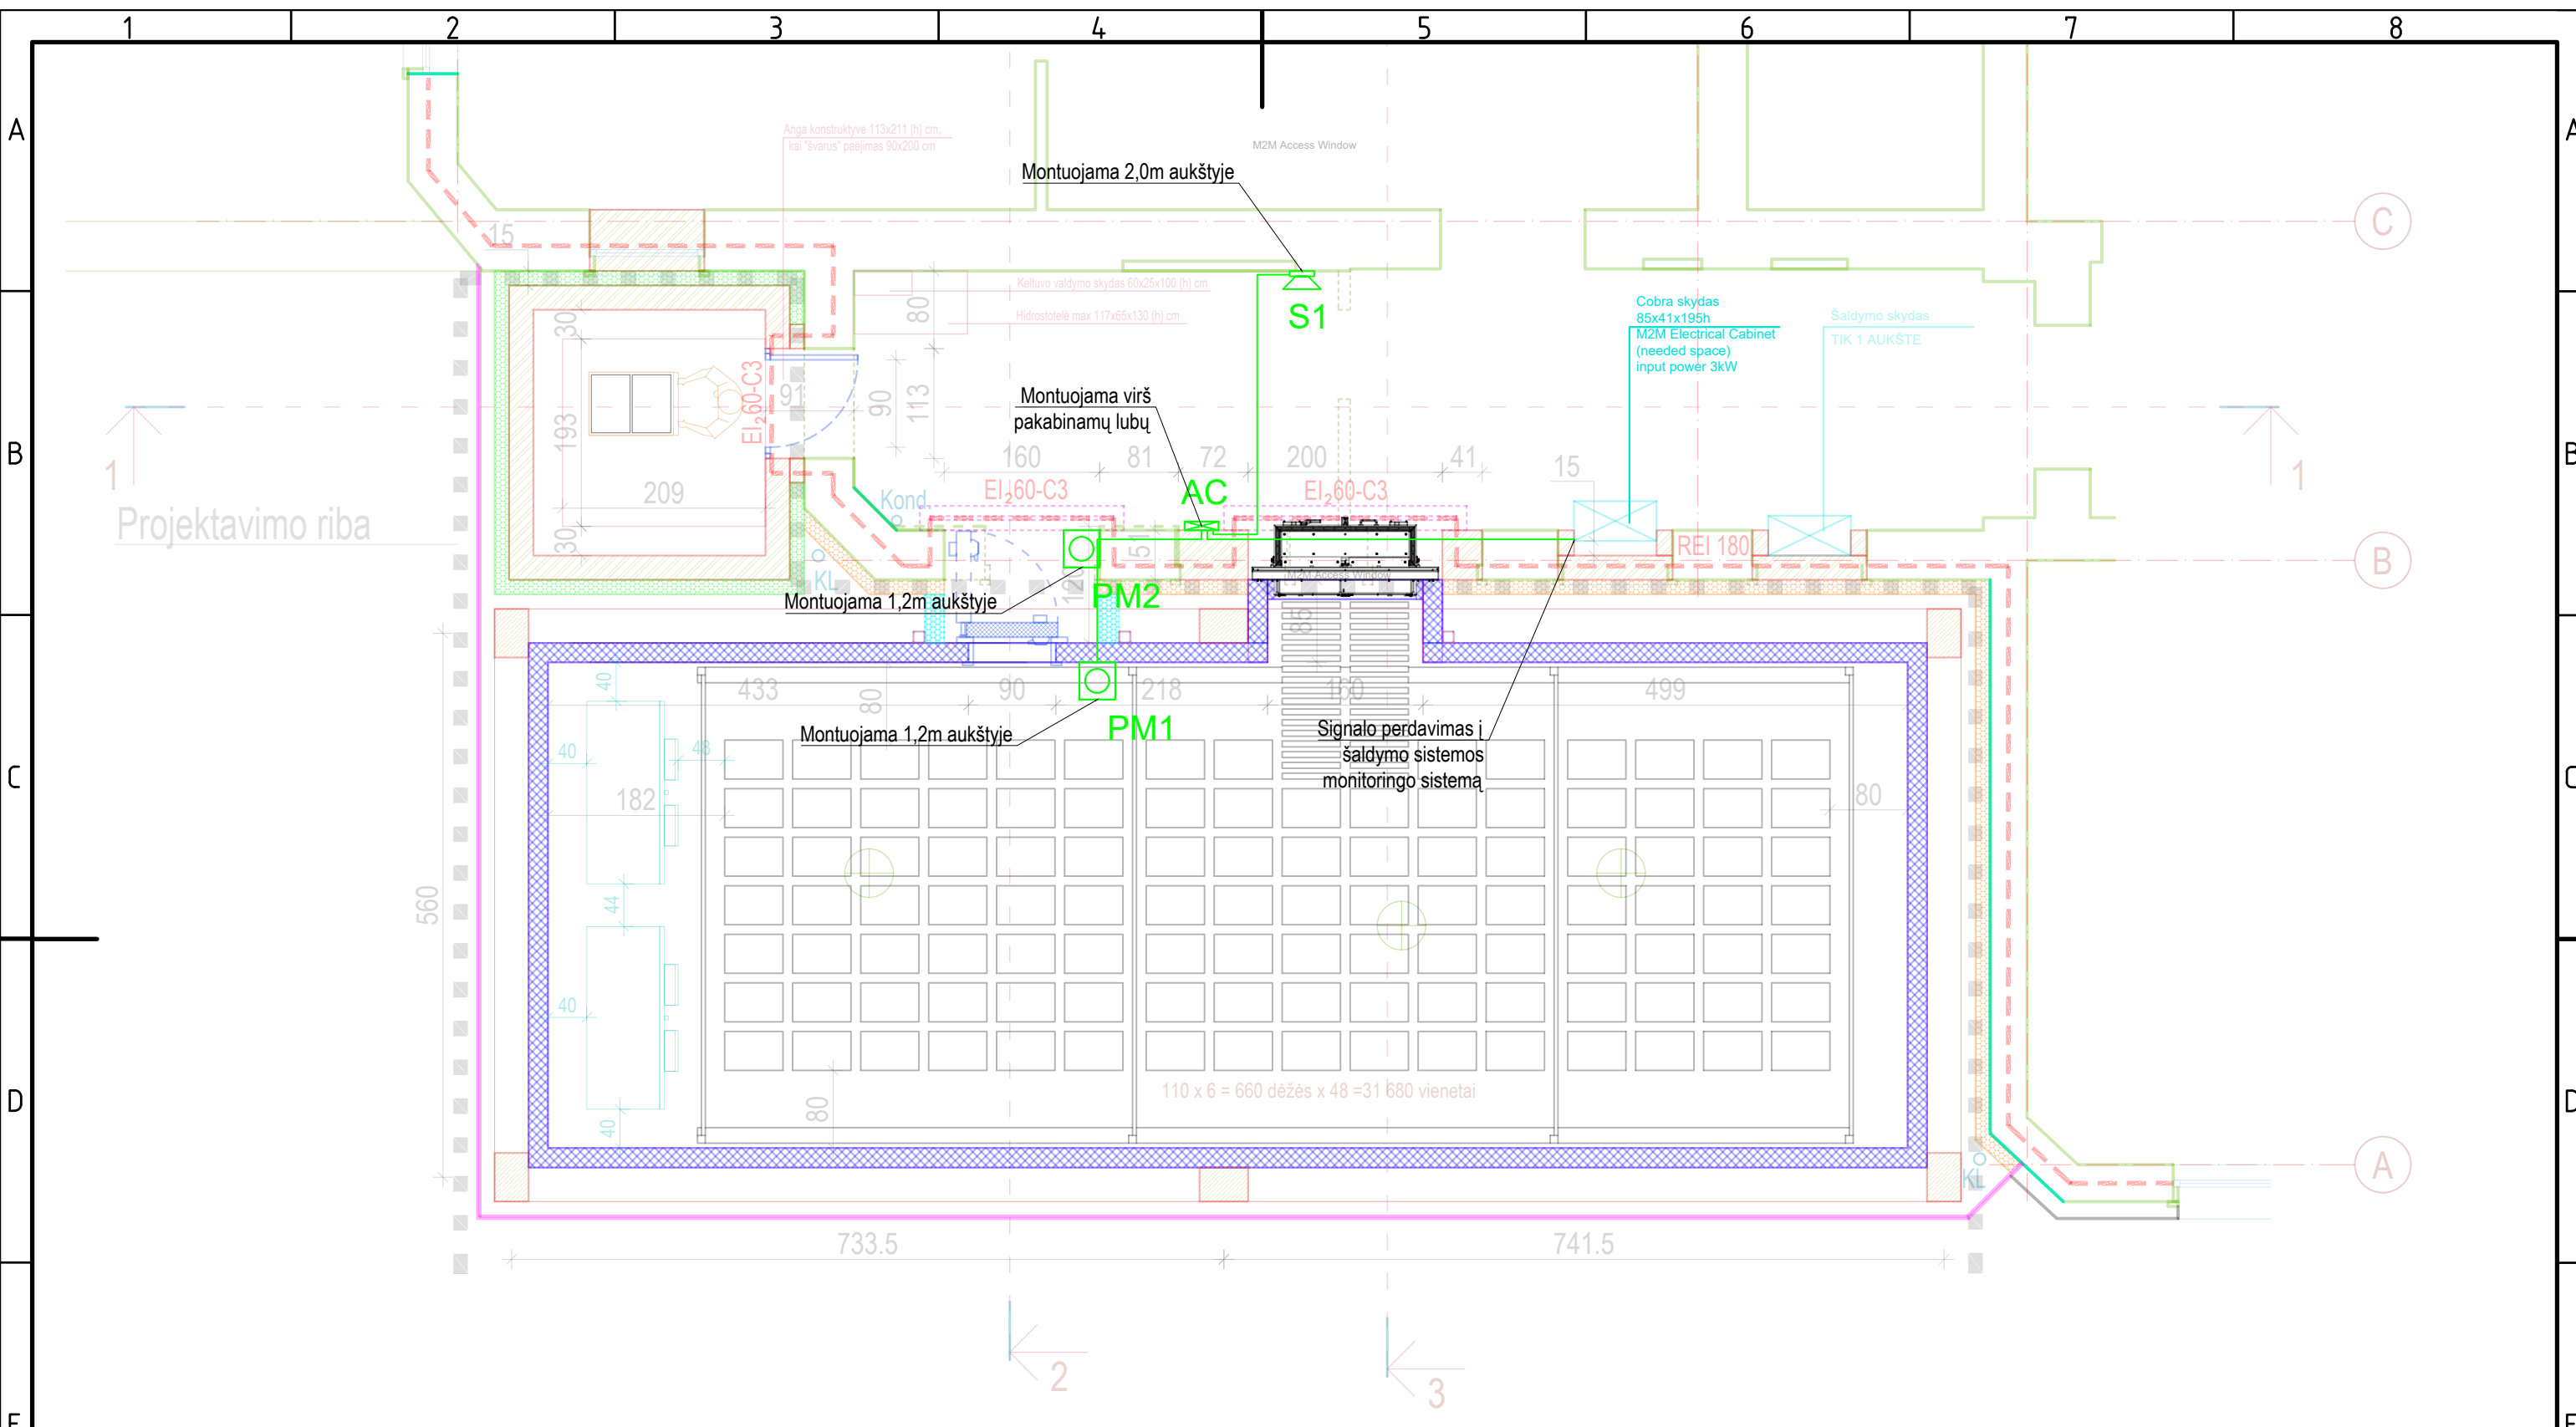 1 2 3 4 5 6 7 8
A A
Anga konstruktyve 113x211 (h) cm,
kai "švarus" paėjimas 90x200 cm
M2M Access Window
Montuojama 2,0m aukštyje
C
15
Keltuvo valdymo skydas 60x25x100 (h) cm
Hidrostotelė max 117x65x130 (h) cm
80
S1
Cobra skydas
85x41x195h
M2M Electrical Cabinet
(needed space)
input power 3kW
Šaldymo skydas
TIK 1 AUKŠTE
30
EI₂60-C3
91
90
113
193
Montuojama virš
pakabinamų lubų
B B
1
1
160 81 72 200 41 15
209
Kond.
EI₂60-C3
AC
EI₂60-C3
Projektavimo riba
30
51
REI 180
B
KL
M2M Access Window
120
Montuojama 1,2m aukštyje
PM2
85
40
433 90 218 160 499
80
PM1
Montuojama 1,2m aukštyje
Signalo perdavimas į
šaldymo sistemos
monitoringo sistemą
40
48
C C
182
80
560
44
40
D D
110 x 6 = 660 dėžės x 48 =31 680 vienetai
80
40
KL
A
733.5 741.5
2
3
E E